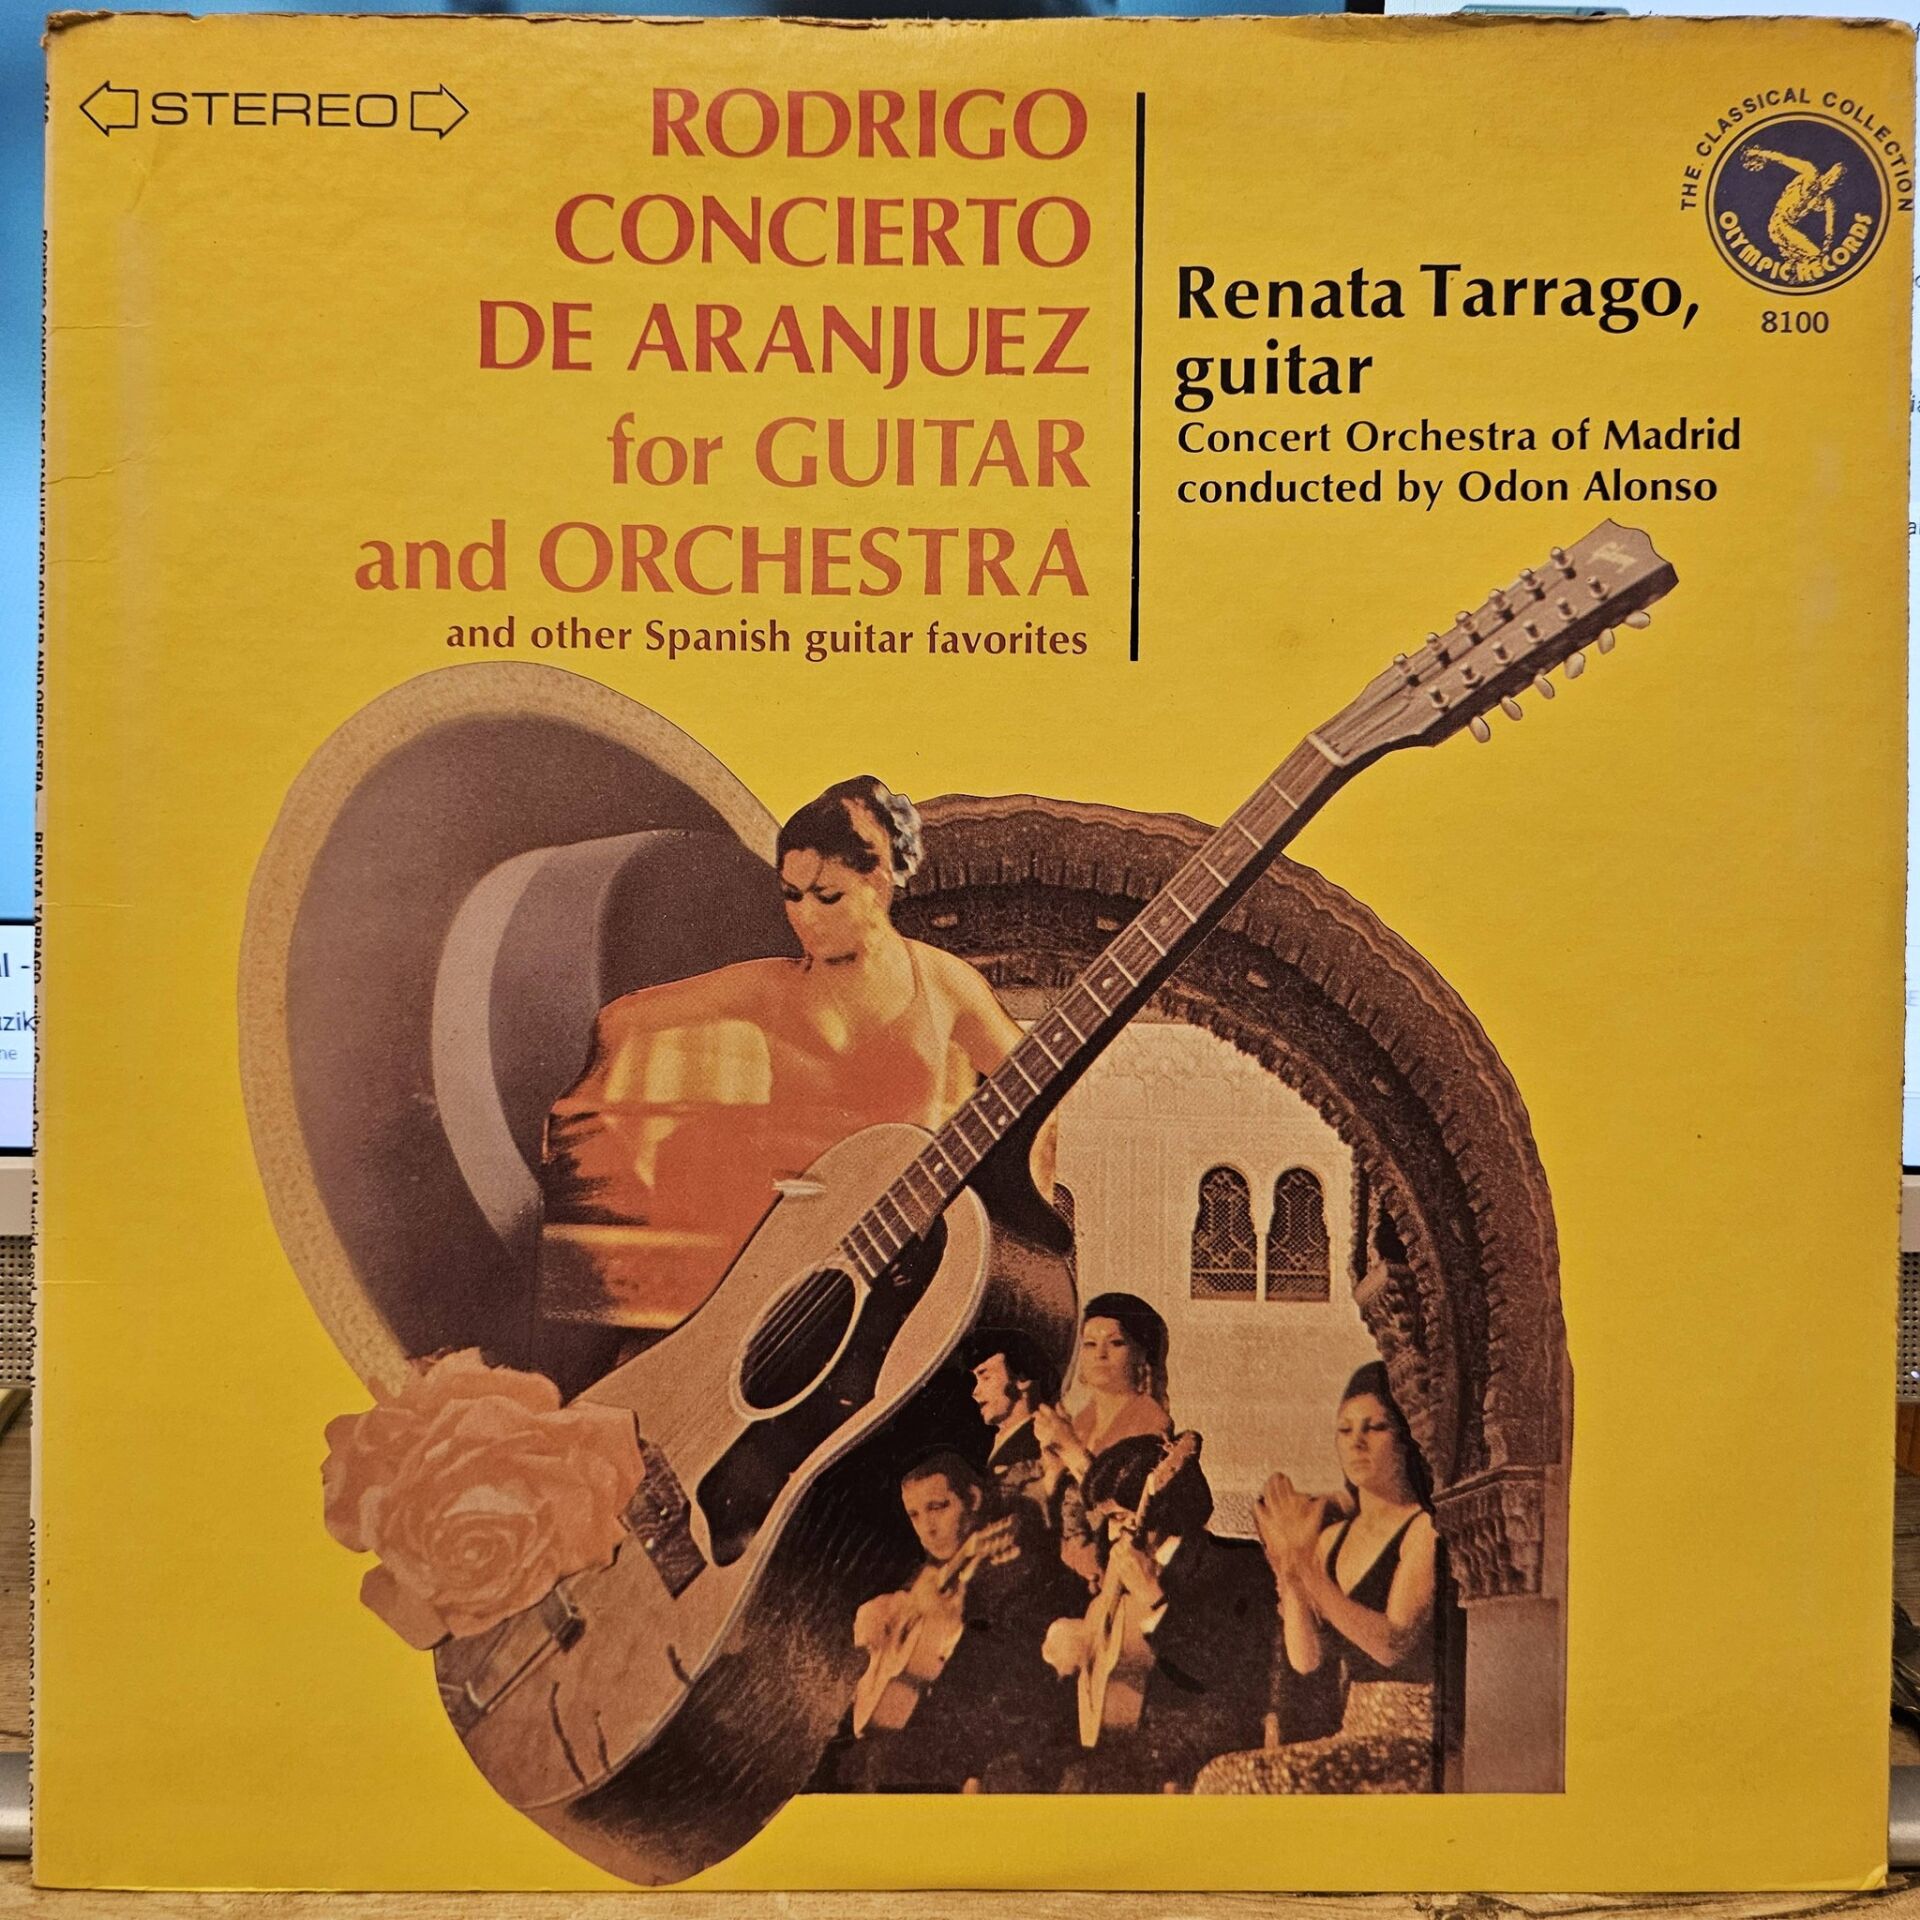 STEREO
RODRIGO
CONCIERTO
DE ARANJUEZ
for GUITAR
and ORCHESTRA
and other Spanish guitar favorites
THE CLASSICAL COLLECTION
OLYMPIC RECORDS
8100
Renata Tarrago,
guitar
Concert Orchestra of Madrid
conducted by Odon Alonso
Gibson